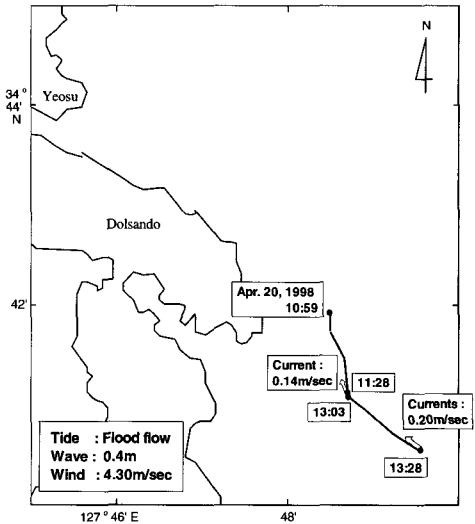 N
Yeosu
34°
44'
N
Dolsando
Apr. 20, 1998
10:59
42'
Current :
0.14m/sec
11:28
13:03
Currents :
0.20m/sec
13:28
Tide : Flood flow
Wave : 0.4m
Wind : 4.30m/sec
127° 46' E
48'